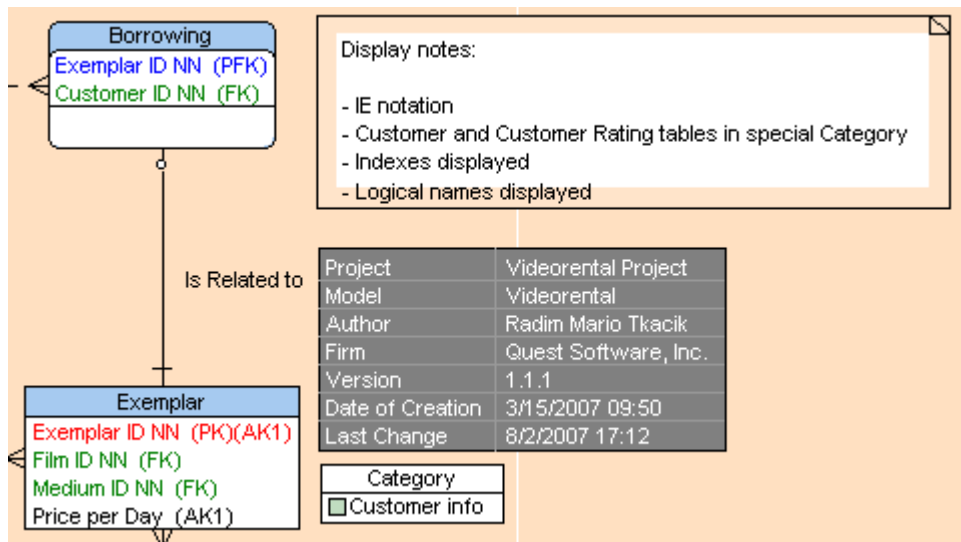 Borrowing
Exemplar ID NN (PFK)
Customer ID NN (FK)
Display notes:
- IE notation
- Customer and Customer Rating tables in special Category
- Indexes displayed
- Logical names displayed
Is Related to
Project Videorental Project
Model Videorental
Author Radim Mario Tkacik
Firm Quest Software, Inc.
Version 1.1.1
Date of Creation 3/15/2007 09:50
Last Change 8/2/2007 17:12
Exemplar
Exemplar ID NN (PK)(AK1)
Film ID NN (FK)
Medium ID NN (FK)
Price per Day (AK1)
Category
Customer info